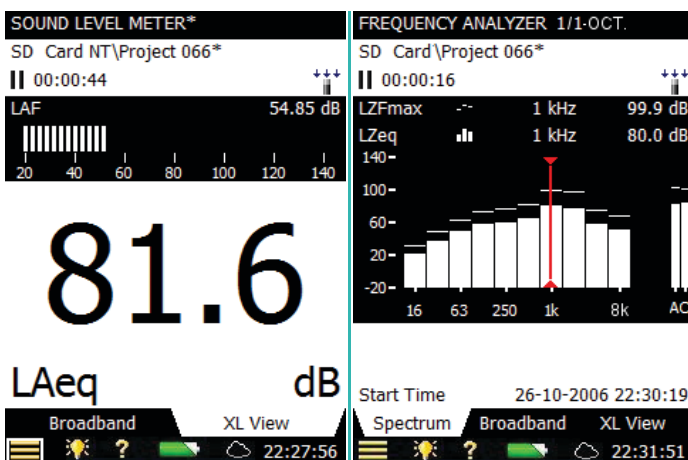 SOUND LEVEL METER*
SD Card NT\Project 066*
00:00:44
LAF 54.85 dB
20 40 60 80 100 120 140
81.6
LAeq dB
Broadband XL View
? 22:27:56
FREQUENCY ANALYZER 1/1-OCT.
SD Card\Project 066*
00:00:16
LZFmax 1 kHz 99.9 dB
LZeq 1 kHz 80.0 dB
140
100
60
20
-20
16 63 250 1k 8k AC
Start Time 26-10-2006 22:30:19
Spectrum Broadband XL View
? 22:31:51